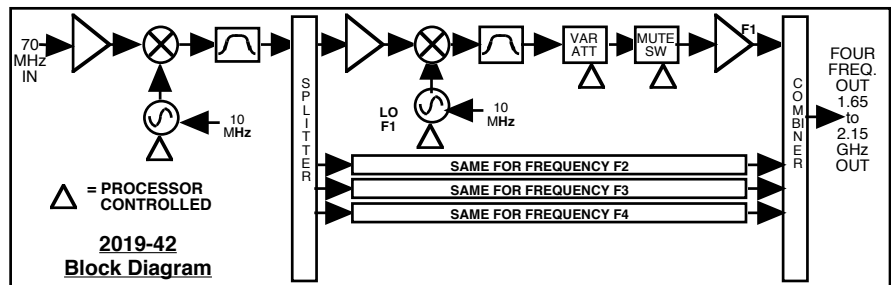 70
MHz
IN
10
MHz
= PROCESSOR
CONTROLLED
2019-42
Block Diagram
SPLITTER
LO
F1
10
MHz
VAR
ATT
MUTE
SW
F1
SAME FOR FREQUENCY F2
SAME FOR FREQUENCY F3
SAME FOR FREQUENCY F4
COMBINER
FOUR
FREQ.
OUT
1.65
to
2.15
GHz
OUT